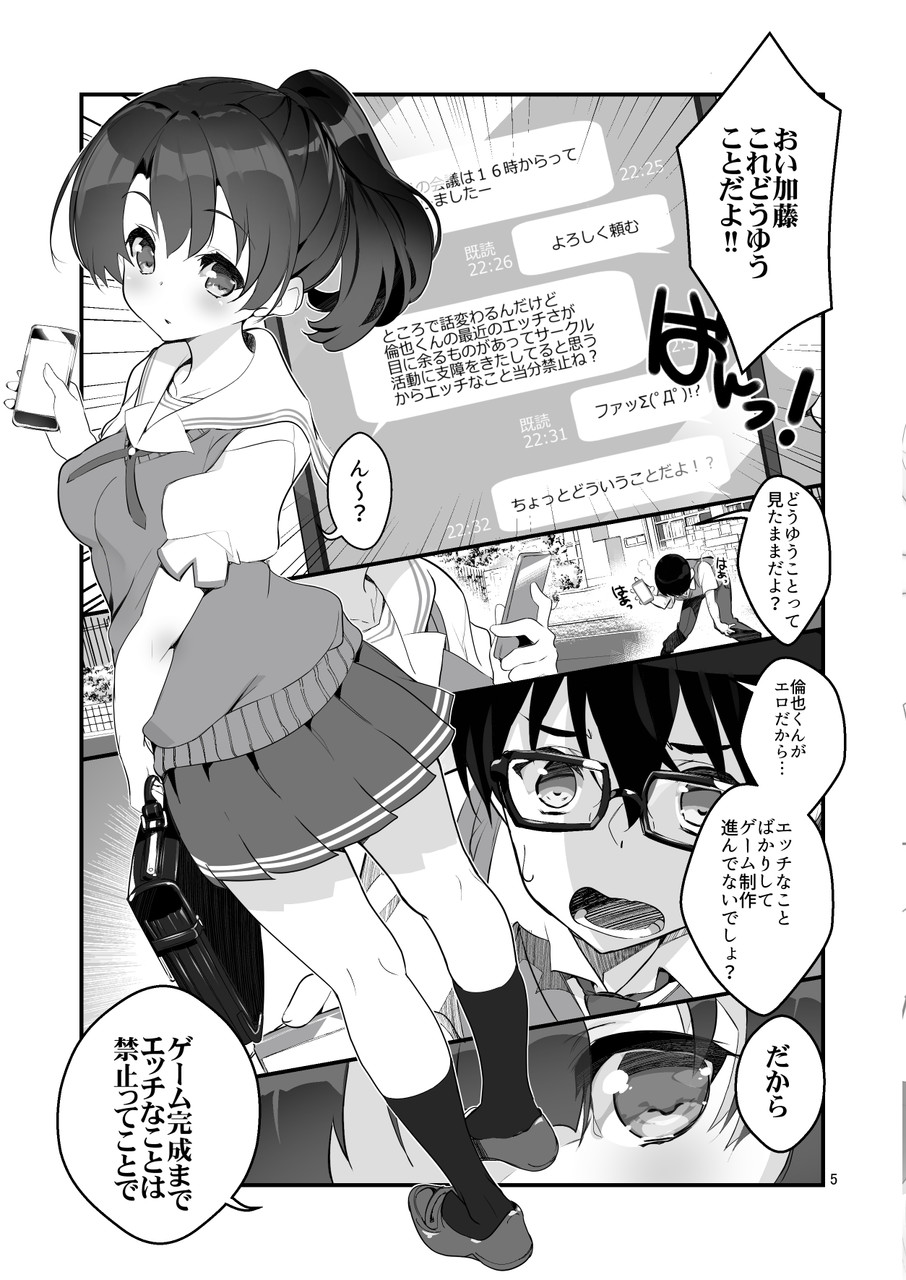 おい加藤
これどうゆう
ことだよ!!
の会議は16時からって
ましたー
22:25
よろしく頼む
既読
22:26
ところで話変わるんだけど
倫也くんの最近のエッチさが
目に余るものがあってサークル
活動に支障をきたしてると思う
からエッチなこと当分禁止ね？
ファッΣ(ﾟДﾟ)!?
既読
22:31
ちょっとどういうことだよ！？
22:32
ばんっ!
ん～？
どうゆうことって
見たままだよ？
はぁっ
はぁっ
倫也くんが
エロだから…
エッチなこと
ばかりして
ゲーム制作
進んでないでしょ？
だから
ゲーム完成まで
エッチなことは
禁止ってことで
5